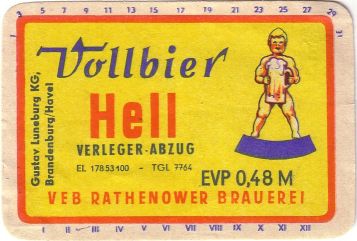 1 3 5 7 9 11 13 15 17 19 21 23 25 27 29 31
Vollbier
Hell
VERLEGER-ABZUG
EL 17853100 - TGL 7764
EVP 0,48 M
VEB RATHENOWER BRAUEREI
Gustav Luneburg KG,
Brandenburg/Havel
I II III IV V VI VII VIII IX X XI XII